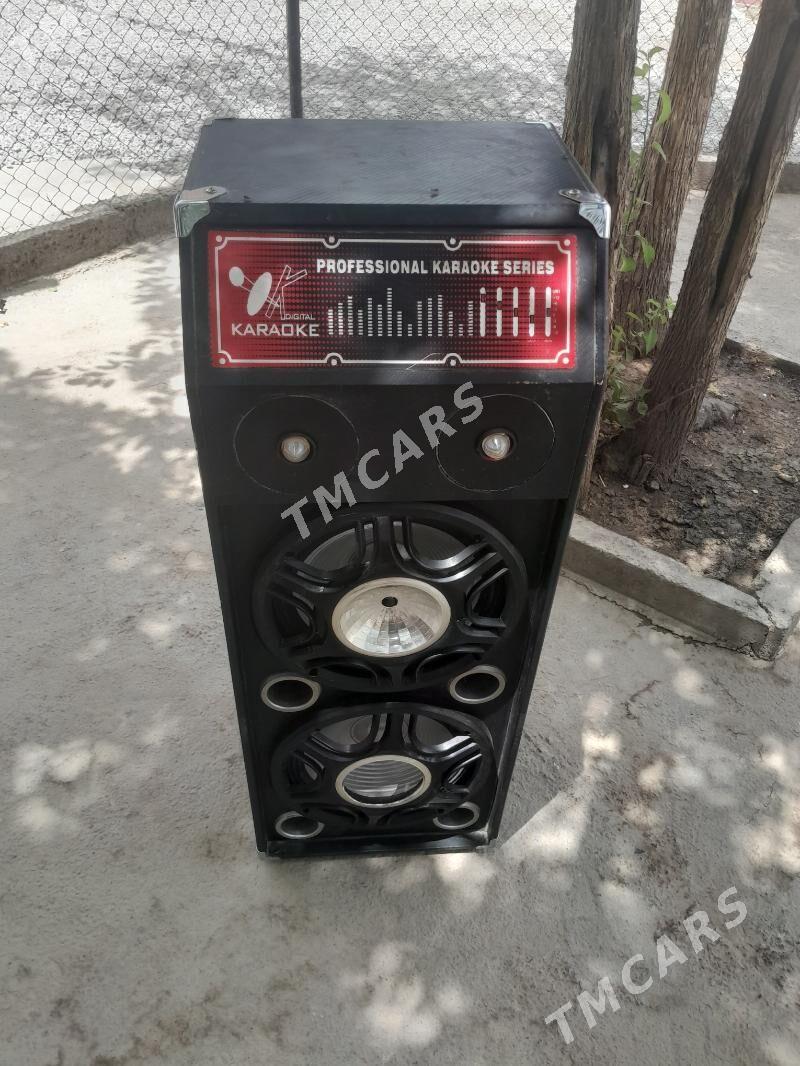 PROFESSIONAL KARAOKE SERIES
DIGITAL
KARAOKE
TMCARS
TMCARS